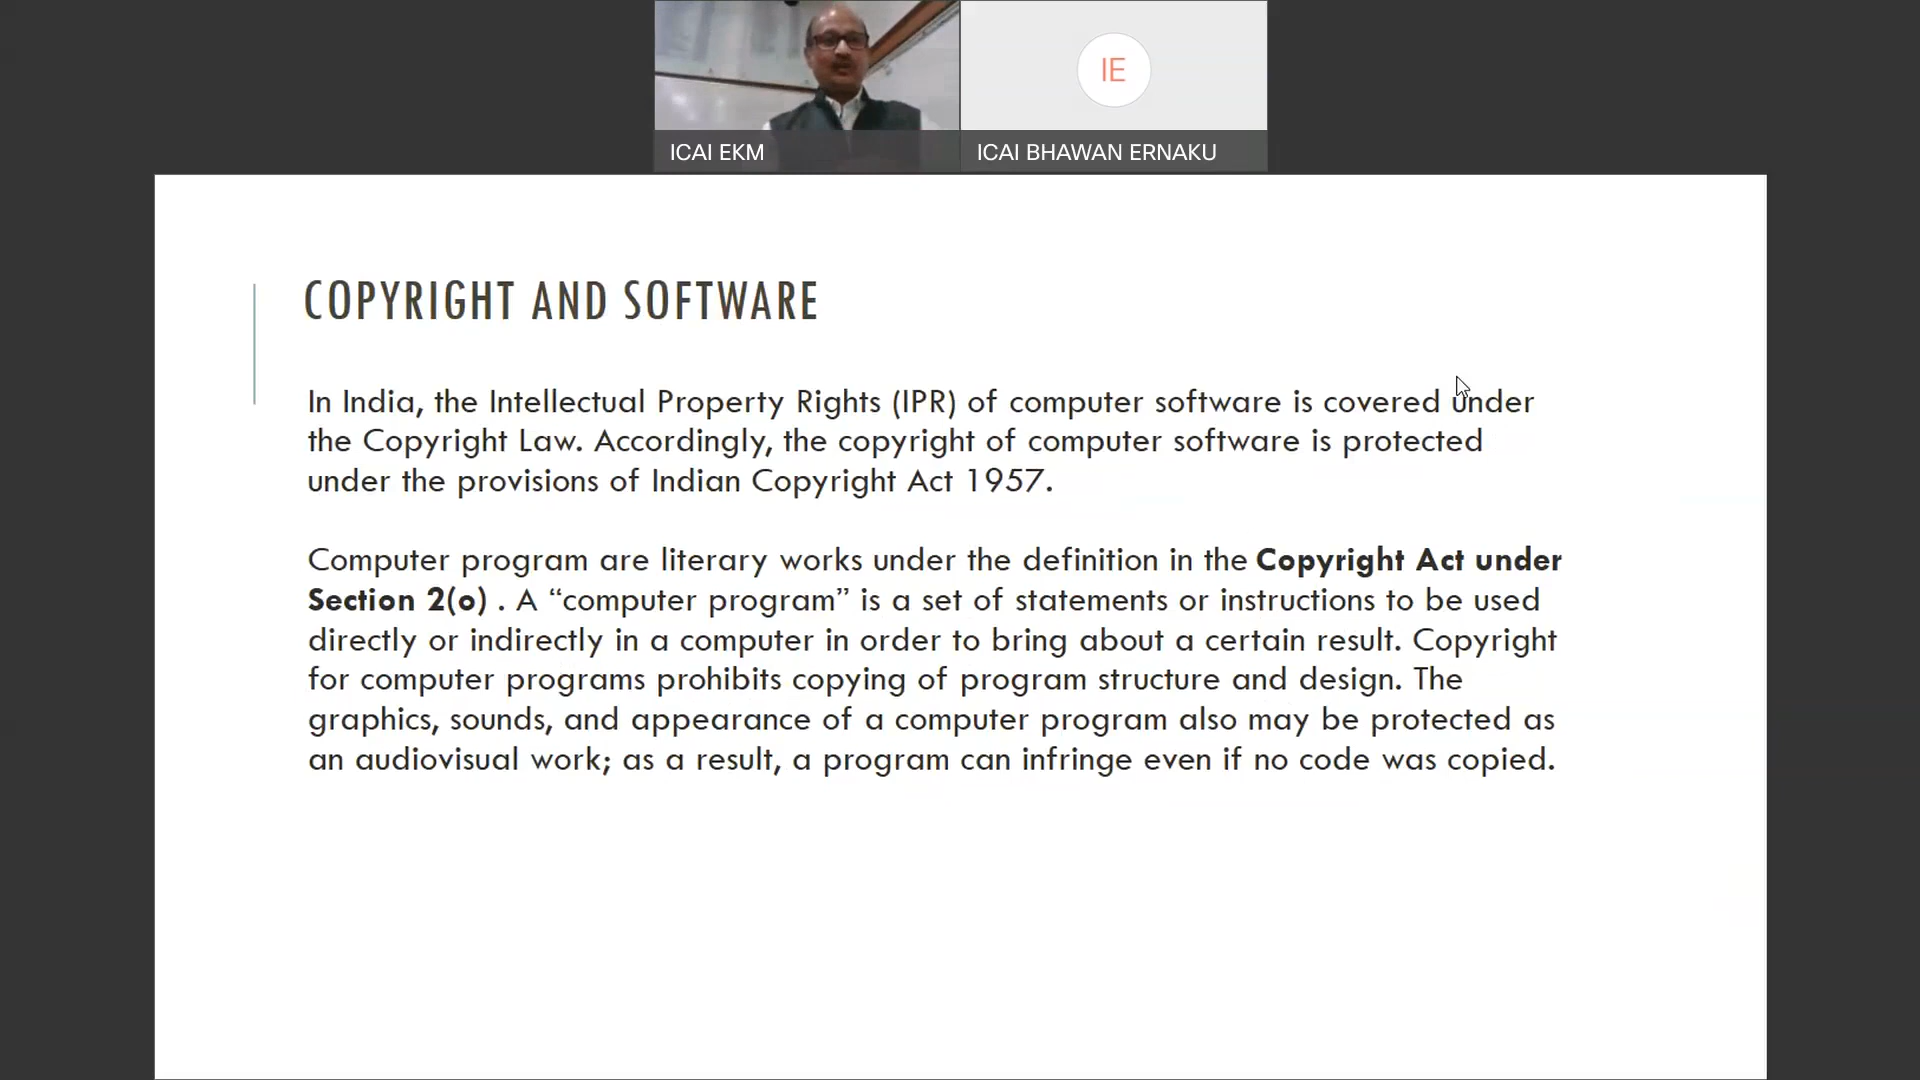 IE
ICAI EKM
ICAI BHAWAN ERNAKU
COPYRIGHT AND SOFTWARE
In India, the Intellectual Property Rights (IPR) of computer software is covered under
the Copyright Law. Accordingly, the copyright of computer software is protected
under the provisions of Indian Copyright Act 1957.
Computer program are literary works under the definition in the Copyright Act under
Section 2(o) . A “computer program” is a set of statements or instructions to be used
directly or indirectly in a computer in order to bring about a certain result. Copyright
for computer programs prohibits copying of program structure and design. The
graphics, sounds, and appearance of a computer program also may be protected as
an audiovisual work; as a result, a program can infringe even if no code was copied.